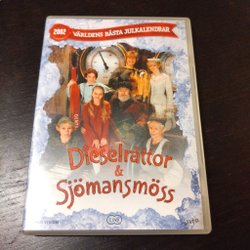 2002 VÄRLDENS BÄSTA JULKALENDRAR
Dieselråttor
&
Sjömansmöss